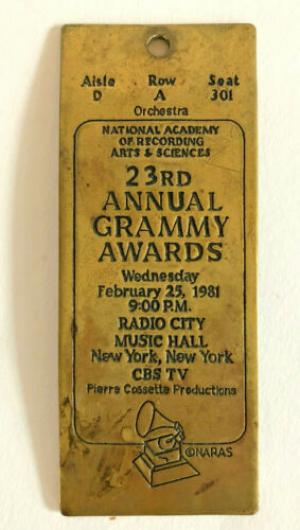 Aisle Row Seat
D A 301
Orchestra
NATIONAL ACADEMY
OF RECORDING
ARTS & SCIENCES
23RD
ANNUAL
GRAMMY
AWARDS
Wednesday
February 25, 1981
9:00 P.M.
RADIO CITY
MUSIC HALL
New York, New York
CBS TV
Pierre Cossette Productions
©NARAS